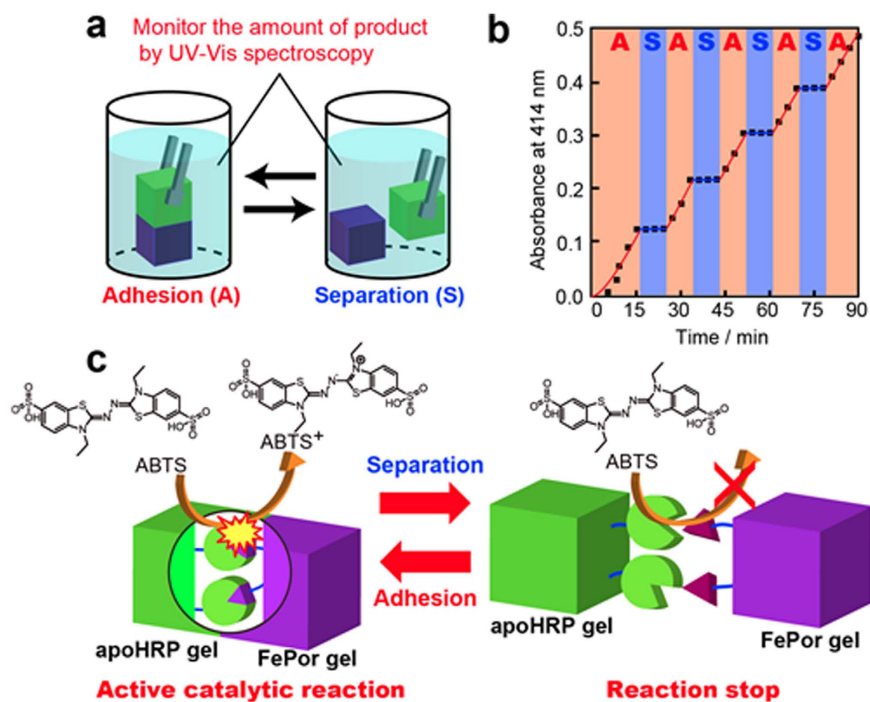 a
Monitor the amount of product
by UV-Vis spectroscopy
Adhesion (A)
Separation (S)
b
A S A S A S A S A
Absorbance at 414 nm
0.5
0.4
0.3
0.2
0.1
0.0
0 15 30 45 60 75 90
Time / min
c
ABTS
ABTS+
Separation
Adhesion
apoHRP gel
FePor gel
Active catalytic reaction
ABTS
apoHRP gel
FePor gel
Reaction stop